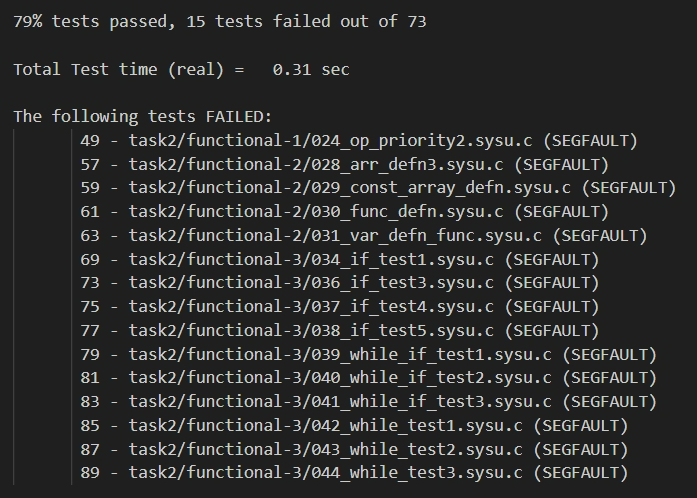 79% tests passed, 15 tests failed out of 73
Total Test time (real) =   0.31 sec
The following tests FAILED:
49 - task2/functional-1/024_op_priority2.sysu.c (SEGFAULT)
57 - task2/functional-2/028_arr_defn3.sysu.c (SEGFAULT)
59 - task2/functional-2/029_const_array_defn.sysu.c (SEGFAULT)
61 - task2/functional-2/030_func_defn.sysu.c (SEGFAULT)
63 - task2/functional-2/031_var_defn_func.sysu.c (SEGFAULT)
69 - task2/functional-3/034_if_test1.sysu.c (SEGFAULT)
73 - task2/functional-3/036_if_test3.sysu.c (SEGFAULT)
75 - task2/functional-3/037_if_test4.sysu.c (SEGFAULT)
77 - task2/functional-3/038_if_test5.sysu.c (SEGFAULT)
79 - task2/functional-3/039_while_if_test1.sysu.c (SEGFAULT)
81 - task2/functional-3/040_while_if_test2.sysu.c (SEGFAULT)
83 - task2/functional-3/041_while_if_test3.sysu.c (SEGFAULT)
85 - task2/functional-3/042_while_test1.sysu.c (SEGFAULT)
87 - task2/functional-3/043_while_test2.sysu.c (SEGFAULT)
89 - task2/functional-3/044_while_test3.sysu.c (SEGFAULT)